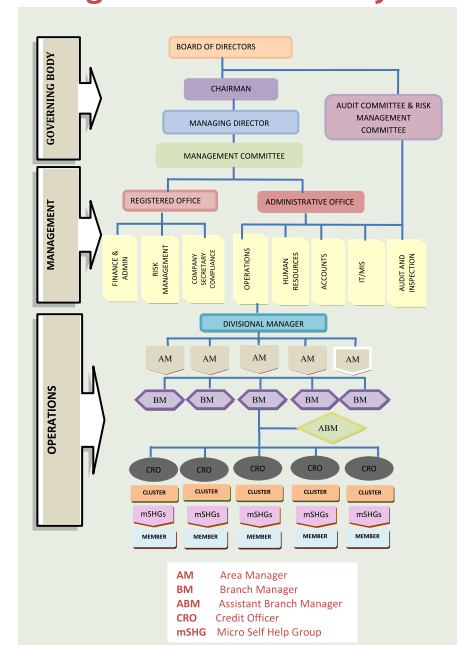 BOARD OF DIRECTORS
GOVERNING BODY
CHAIRMAN
AUDIT COMMITTEE & RISK
MANAGEMENT
COMMITTEE
MANAGING DIRECTOR
MANAGEMENT COMMITTEE
MANAGEMENT
REGISTERED OFFICE
ADMINISTRATIVE OFFICE
FINANCE &
ADMIN
RISK
MANAGEMENT
COMPANY
SECRETARY
COMPLIANCE
OPERATIONS
HUMAN
RESOURCES
ACCOUNTS
IT/MIS
AUDIT AND
INSPECTION
OPERATIONS
DIVISIONAL MANAGER
AM AM AM AM AM
BM BM BM BM BM
ABM
CRO CRO CRO CRO CRO
CLUSTER CLUSTER CLUSTER CLUSTER CLUSTER
mSHGs mSHGs mSHGs mSHGs mSHGs
MEMBER MEMBER MEMBER MEMBER MEMBER
AM Area Manager
BM Branch Manager
ABM Assistant Branch Manager
CRO Credit Officer
mSHG Micro Self Help Group